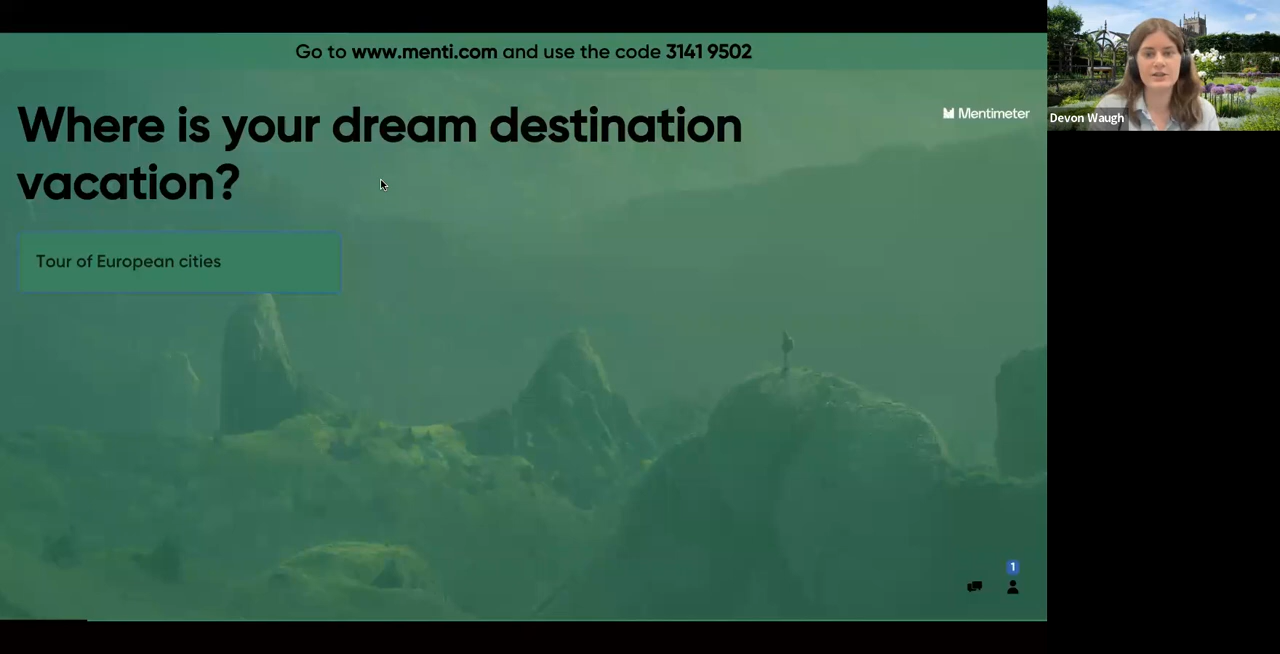 Go to www.menti.com and use the code 3141 9502
Where is your dream destination
vacation?
Mentimeter
Tour of European cities
1
Devon Waugh